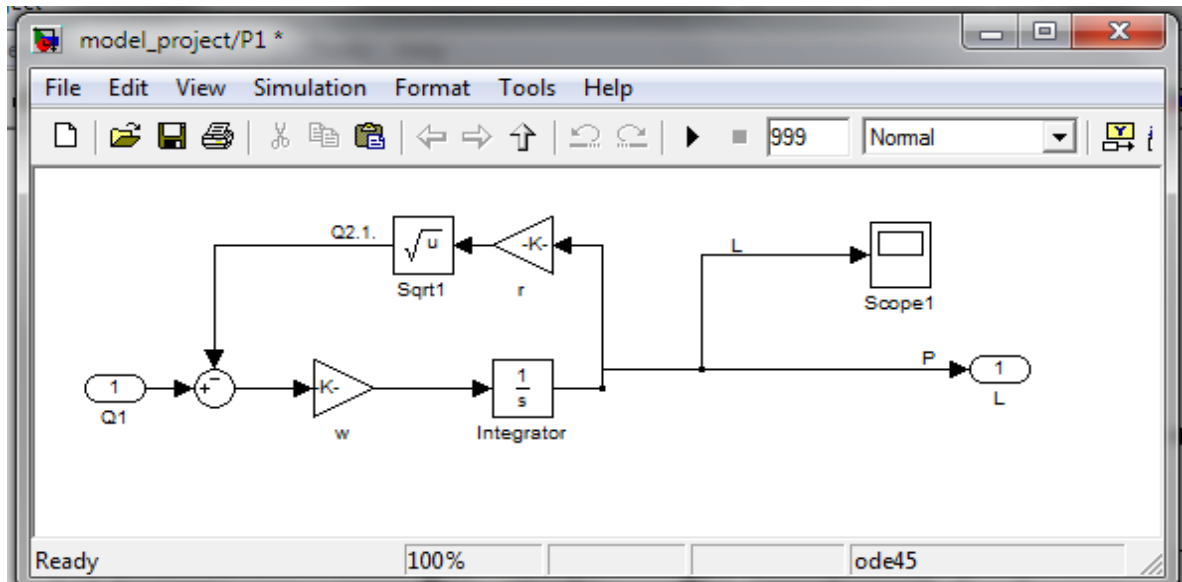 model_project/P1 *
File Edit View Simulation Format Tools Help
999 Normal
Q2.1.
√u
-K-
Sqrt1
r
L
Scope1
1
Q1
+
−
-K-
w
1
s
Integrator
P
1
L
Ready 100% ode45